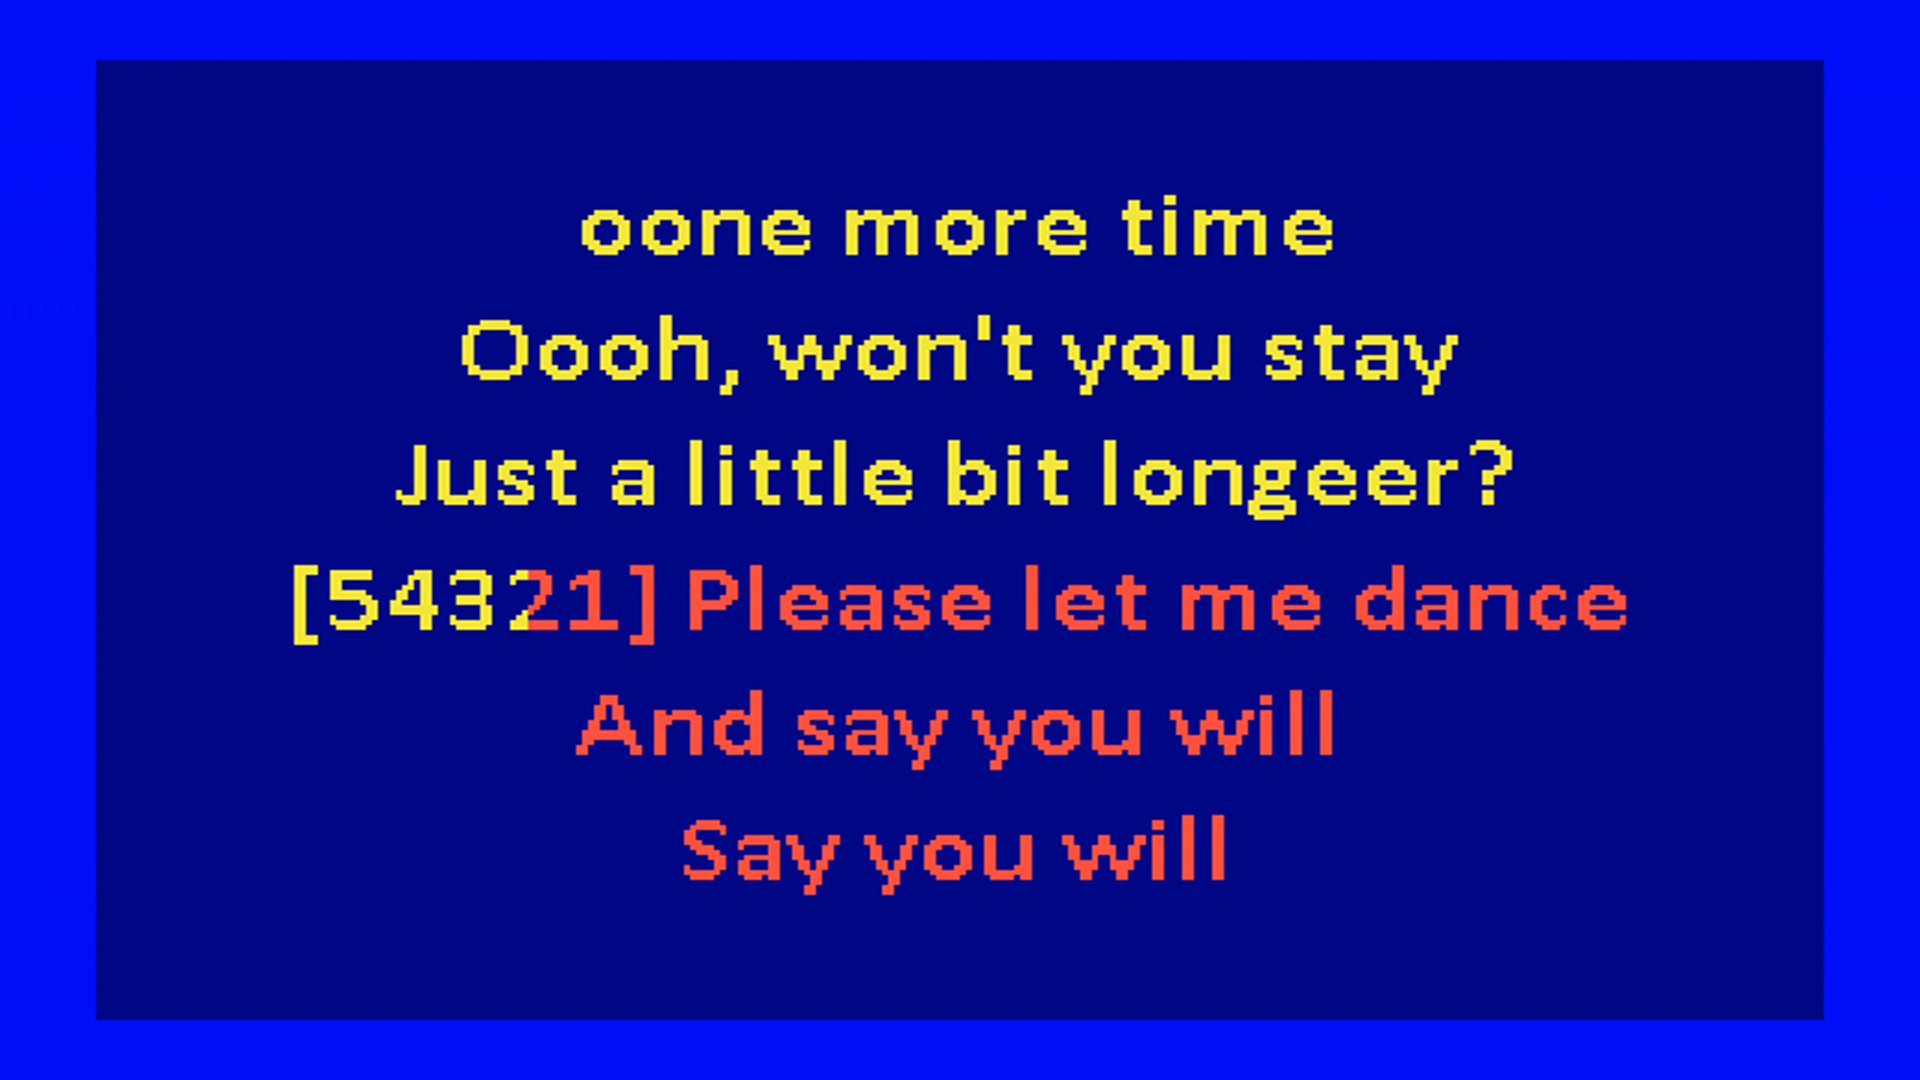 oone more time
Oooh, won't you stay
Just a little bit longeer?
[54321] Please let me dance
And say you will
Say you will